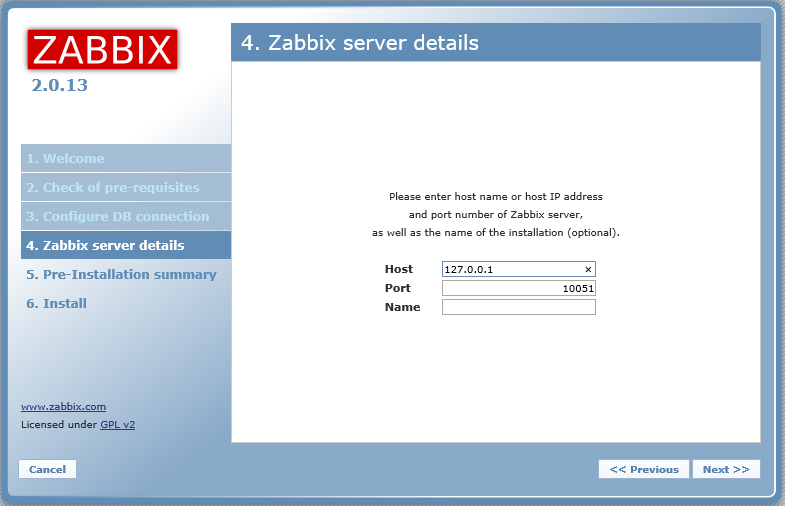 ZABBIX
2.0.13
1. Welcome
2. Check of pre-requisites
3. Configure DB connection
4. Zabbix server details
5. Pre-Installation summary
6. Install
www.zabbix.com
Licensed under GPL v2
4. Zabbix server details
Please enter host name or host IP address
and port number of Zabbix server,
as well as the name of the installation (optional).
Host 127.0.0.1 ×
Port 10051
Name
Cancel << Previous Next >>